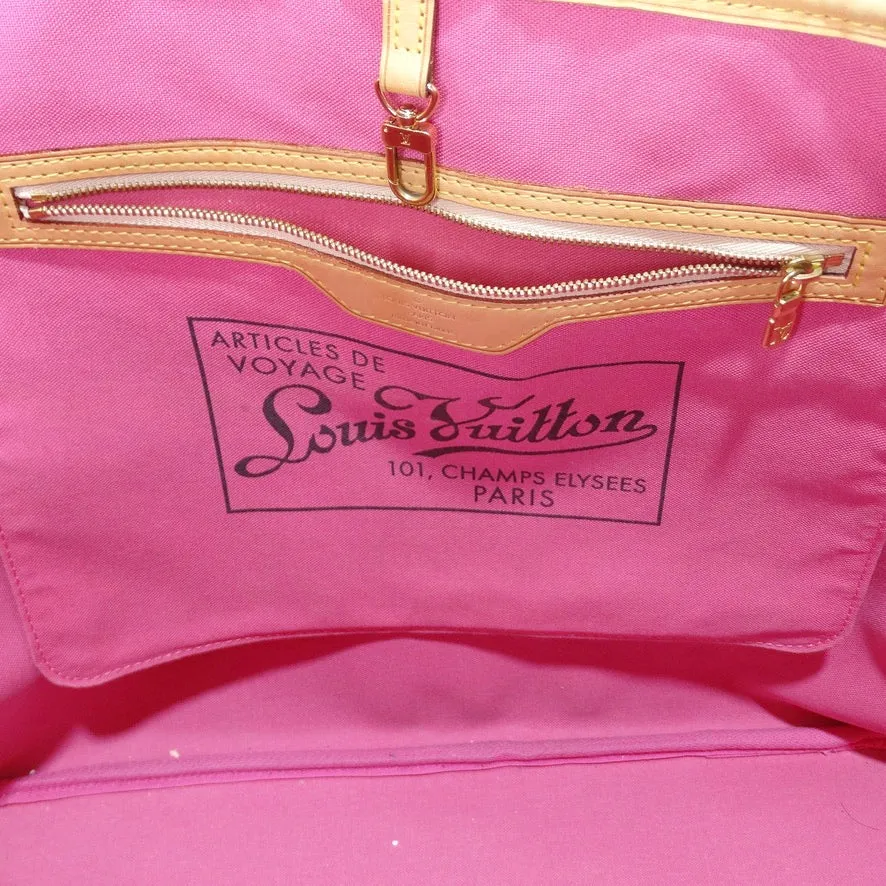 ARTICLES DE
VOYAGE
Louis Vuitton
101, CHAMPS ELYSEES
PARIS